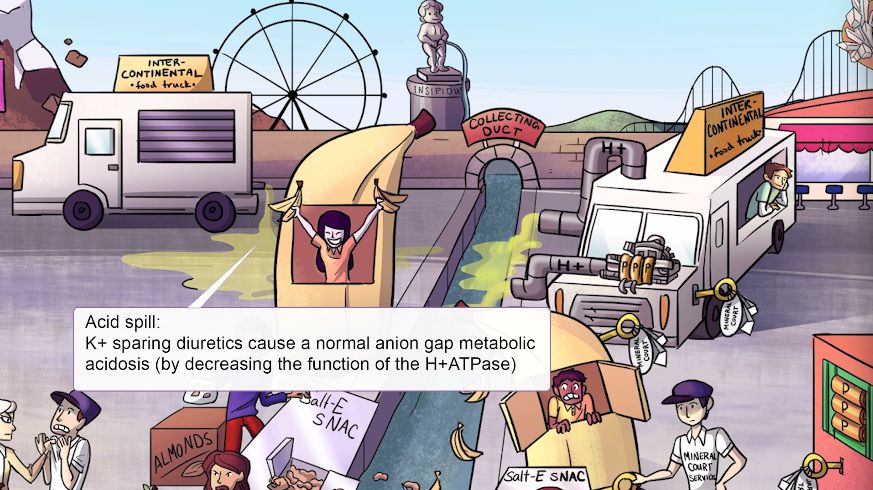 INTER-
CONTINENTAL
• food truck •
INSIPIDUS
COLLECTING
DUCT
INTER-
CONTINENTAL
• food truck •
H+
H+
P P P
MINERAL
COURT
MINERAL
COURT
Acid spill:
K+ sparing diuretics cause a normal anion gap metabolic
acidosis (by decreasing the function of the H+ATPase)
Salt-E
SNAC
ALMONDS
P
P
P
MINERAL
COURT
SERVICE
Salt-E SNAC